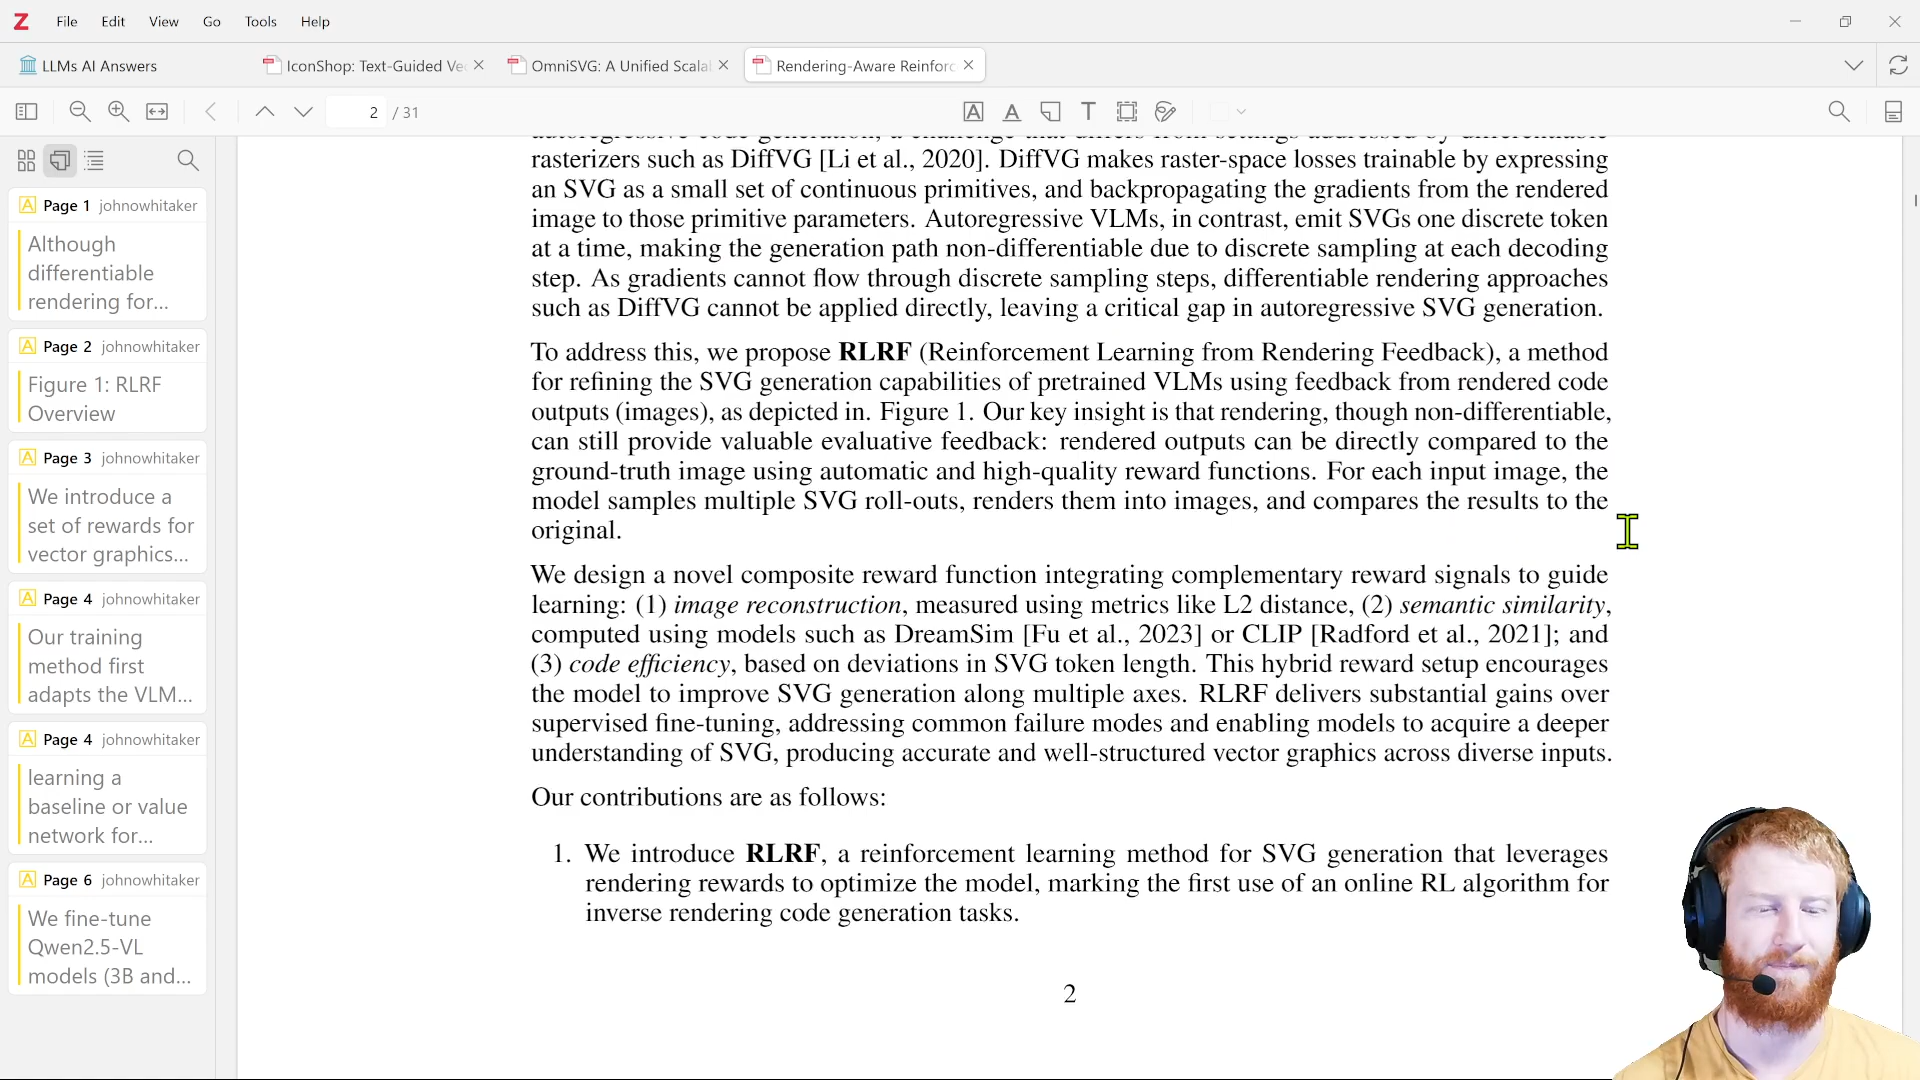 Z File Edit View Go Tools Help
LLMs AI Answers
IconShop: Text-Guided Vec
OmniSVG: A Unified Scalal
Rendering-Aware Reinforc
2 / 31
Page 1 johnowhitaker
Although
differentiable
rendering for...
Page 2 johnowhitaker
Figure 1: RLRF
Overview
Page 3 johnowhitaker
We introduce a
set of rewards for
vector graphics...
Page 4 johnowhitaker
Our training
method first
adapts the VLM...
Page 4 johnowhitaker
learning a
baseline or value
network for...
Page 6 johnowhitaker
We fine-tune
Qwen2.5-VL
models (3B and...
autoregressive code generation, a challenge that differs from settings addressed by differentiable
rasterizers such as DiffVG [Li et al., 2020]. DiffVG makes raster-space losses trainable by expressing
an SVG as a small set of continuous primitives, and backpropagating the gradients from the rendered
image to those primitive parameters. Autoregressive VLMs, in contrast, emit SVGs one discrete token
at a time, making the generation path non-differentiable due to discrete sampling at each decoding
step. As gradients cannot flow through discrete sampling steps, differentiable rendering approaches
such as DiffVG cannot be applied directly, leaving a critical gap in autoregressive SVG generation.
To address this, we propose RLRF (Reinforcement Learning from Rendering Feedback), a method
for refining the SVG generation capabilities of pretrained VLMs using feedback from rendered code
outputs (images), as depicted in. Figure 1. Our key insight is that rendering, though non-differentiable,
can still provide valuable evaluative feedback: rendered outputs can be directly compared to the
ground-truth image using automatic and high-quality reward functions. For each input image, the
model samples multiple SVG roll-outs, renders them into images, and compares the results to the
original.
We design a novel composite reward function integrating complementary reward signals to guide
learning: (1) image reconstruction, measured using metrics like L2 distance, (2) semantic similarity,
computed using models such as DreamSim [Fu et al., 2023] or CLIP [Radford et al., 2021]; and
(3) code efficiency, based on deviations in SVG token length. This hybrid reward setup encourages
the model to improve SVG generation along multiple axes. RLRF delivers substantial gains over
supervised fine-tuning, addressing common failure modes and enabling models to acquire a deeper
understanding of SVG, producing accurate and well-structured vector graphics across diverse inputs.
Our contributions are as follows:
1. We introduce RLRF, a reinforcement learning method for SVG generation that leverages
rendering rewards to optimize the model, marking the first use of an online RL algorithm for
inverse rendering code generation tasks.
2